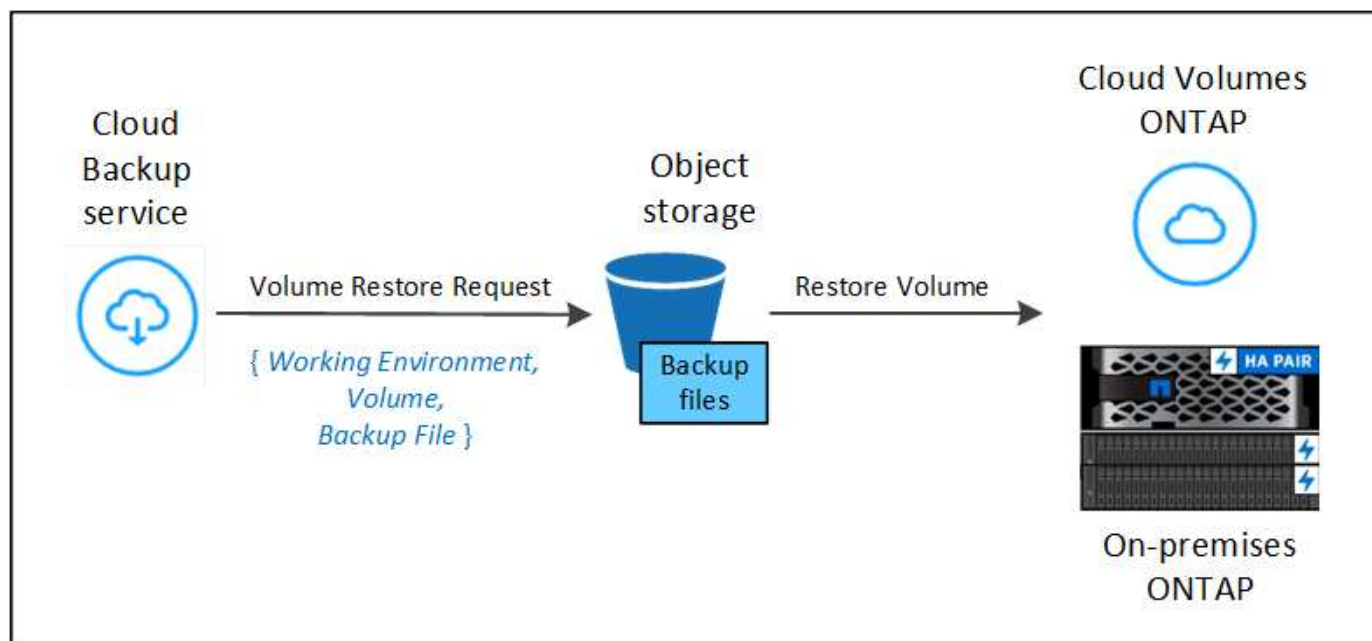 Cloud
Backup
service
Volume Restore Request
{ Working Environment,
Volume,
Backup File }
Object
storage
Backup
files
Restore Volume
Cloud Volumes
ONTAP
HA PAIR
On-premises
ONTAP